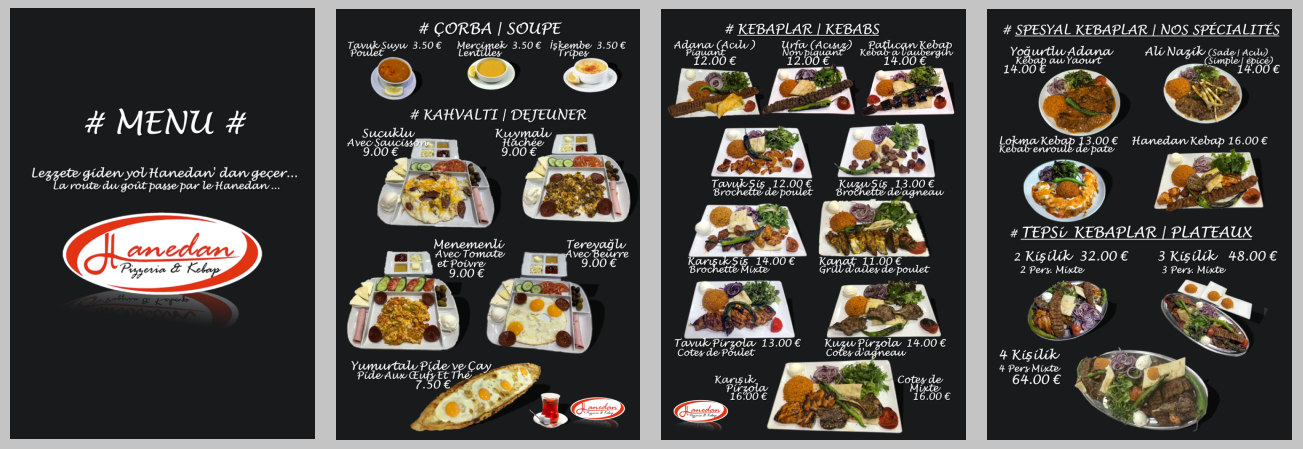 # MENU #
Lezzete giden yol Hanedan' dan geçer...
La route du goût passe par le Hanedan ...
Hanedan
Pizzeria & Kebap
# ÇORBA | SOUPE
Tavuk Suyu 3.50 €
Poulet
Mercimek 3.50 €
Lentilles
İşkembe 3.50 €
Tripes
# KAHVALTI | DEJEUNER
Sucuklu
Avec Saucisson
9.00 €
Kuymalı
Hachée
9.00 €
Menemenli
Avec Tomate
et Poivre
9.00 €
Tereyağlı
Avec Beurre
9.00 €
Yumurtalı Pide ve Çay
Pide Aux Œufs Et Thé
7.50 €
Hanedan
Pizzeria & Kebap
# KEBAPLAR | KEBABS
Adana (Acılı)
Piquant
12.00 €
Urfa (Acısız)
Non piquant
12.00 €
Patlıcan Kebap
Kebab à l'aubergin
14.00 €
Tavuk Şiş 12.00 €
Brochette de poulet
Kuzu Şiş 13.00 €
Brochette d'agneau
Karışık Şiş 14.00 €
Brochette Mixte
Kanat 11.00 €
Grill d'ailes de poulet
Tavuk Pirzola 13.00 €
Cotes de Poulet
Kuzu Pirzola 14.00 €
Cotes d'agneau
Karışık
Pirzola
16.00 €
Cotes de
Mixte
16.00 €
Hanedan
Pizzeria & Kebap
# SPESYAL KEBAPLAR | NOS SPÉCIALITÉS
Yoğurtlu Adana
Kebab au Yaourt
14.00 €
Ali Nazik (Sade | Acılı)
(Simple | épicé)
14.00 €
Lokma Kebap 13.00 €
Kebab enroulé de pate
Hanedan Kebap 16.00 €
# TEPSİ KEBAPLAR | PLATEAUX
2 Kişilik 32.00 €
2 Pers. Mixte
3 Kişilik 48.00 €
3 Pers. Mixte
4 Kişilik
4 Pers Mixte
64.00 €